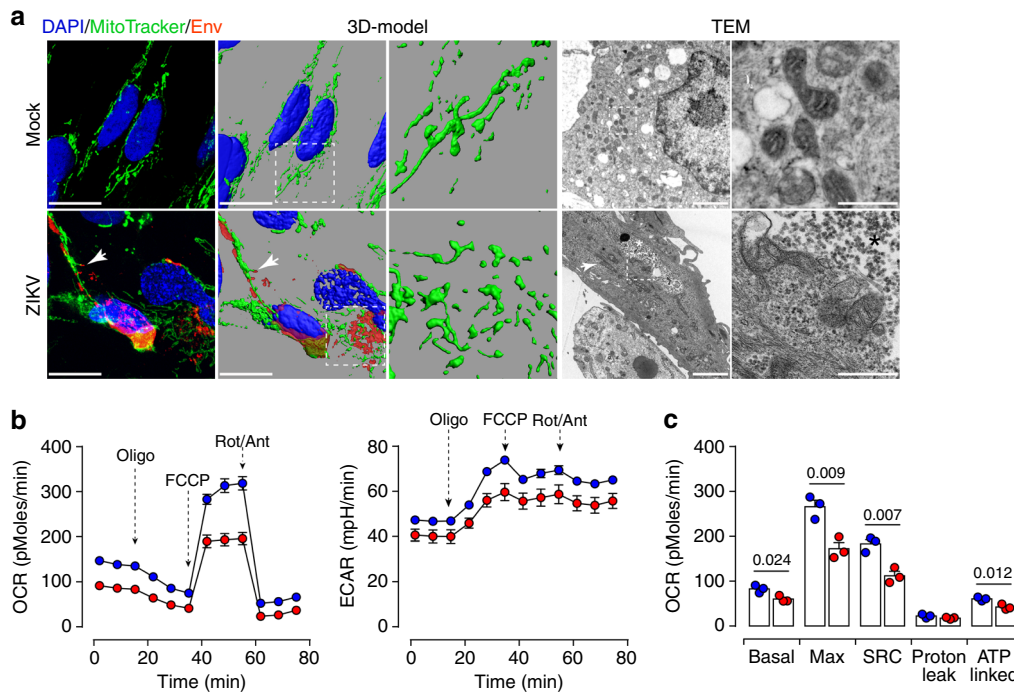 a
DAPI/MitoTracker/Env
3D-model
TEM
Mock
ZIKV
*
b
OCR (pMoles/min)
400
300
200
100
0
Oligo
FCCP
Rot/Ant
0 20 40 60 80
Time (min)
ECAR (mpH/min)
80
60
40
20
0
Oligo
FCCP
Rot/Ant
0 20 40 60 80
Time (min)
c
OCR (pMoles/min)
400
300
200
100
0
0.024
0.009
0.007
0.012
Basal
Max
SRC
Proton
leak
ATP
linked